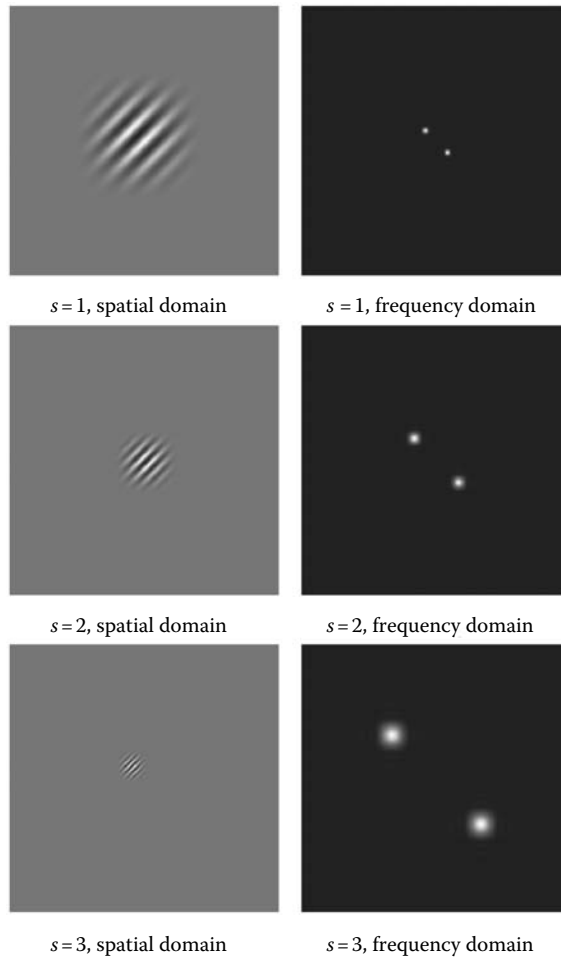 s=1, spatial domain
s=1, frequency domain
s=2, spatial domain
s=2, frequency domain
s=3, spatial domain
s=3, frequency domain